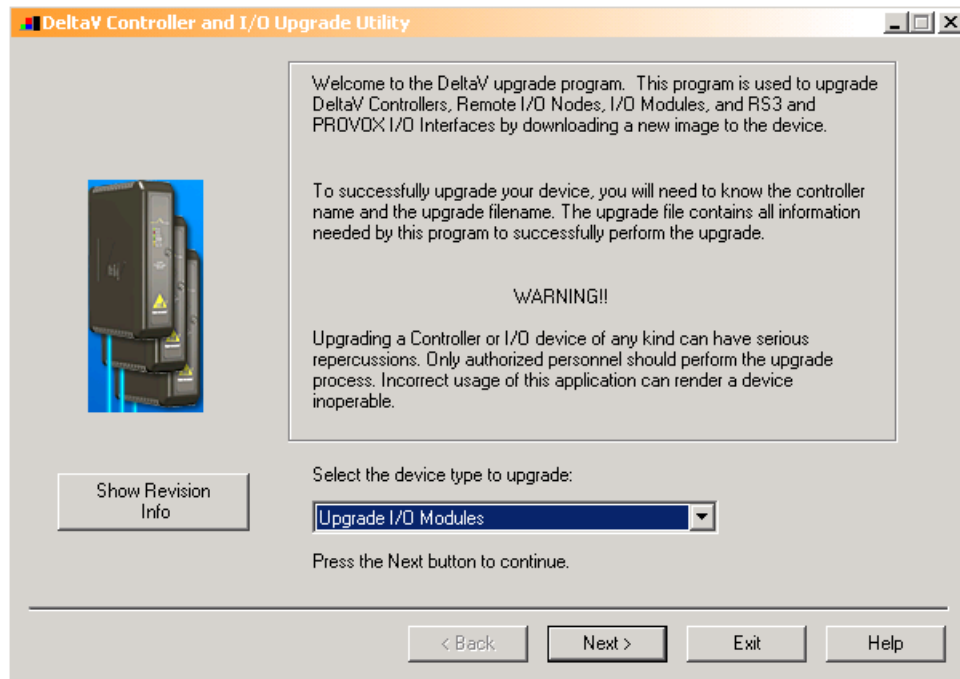 DeltaV Controller and I/O Upgrade Utility
Welcome to the DeltaV upgrade program. This program is used to upgrade
DeltaV Controllers, Remote I/O Nodes, I/O Modules, and RS3 and
PROVOX I/O Interfaces by downloading a new image to the device.
To successfully upgrade your device, you will need to know the controller
name and the upgrade filename. The upgrade file contains all information
needed by this program to successfully perform the upgrade.
WARNING!!
Upgrading a Controller or I/O device of any kind can have serious
repercussions. Only authorized personnel should perform the upgrade
process. Incorrect usage of this application can render a device
inoperable.
Show Revision
Info
Select the device type to upgrade:
Upgrade I/O Modules
Press the Next button to continue.
< Back
Next >
Exit
Help